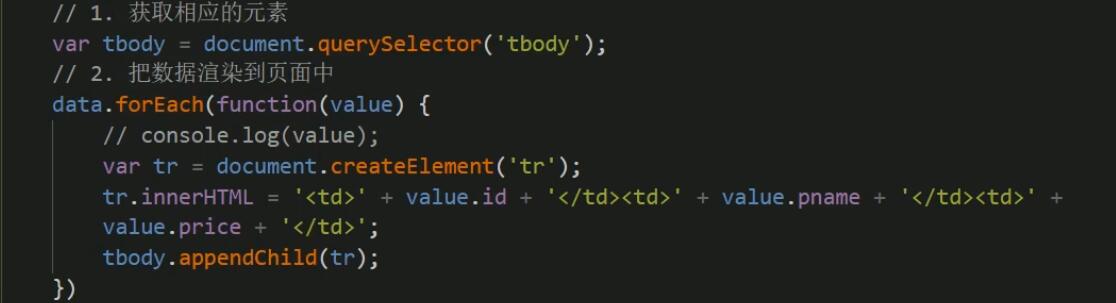 // 1. 获取相应的元素
var tbody = document.querySelector('tbody');
// 2. 把数据渲染到页面中
data.forEach(function(value) {
// console.log(value);
var tr = document.createElement('tr');
tr.innerHTML = '<td>' + value.id + '</td><td>' + value.pname + '</td><td>' +
value.price + '</td>';
tbody.appendChild(tr);
})